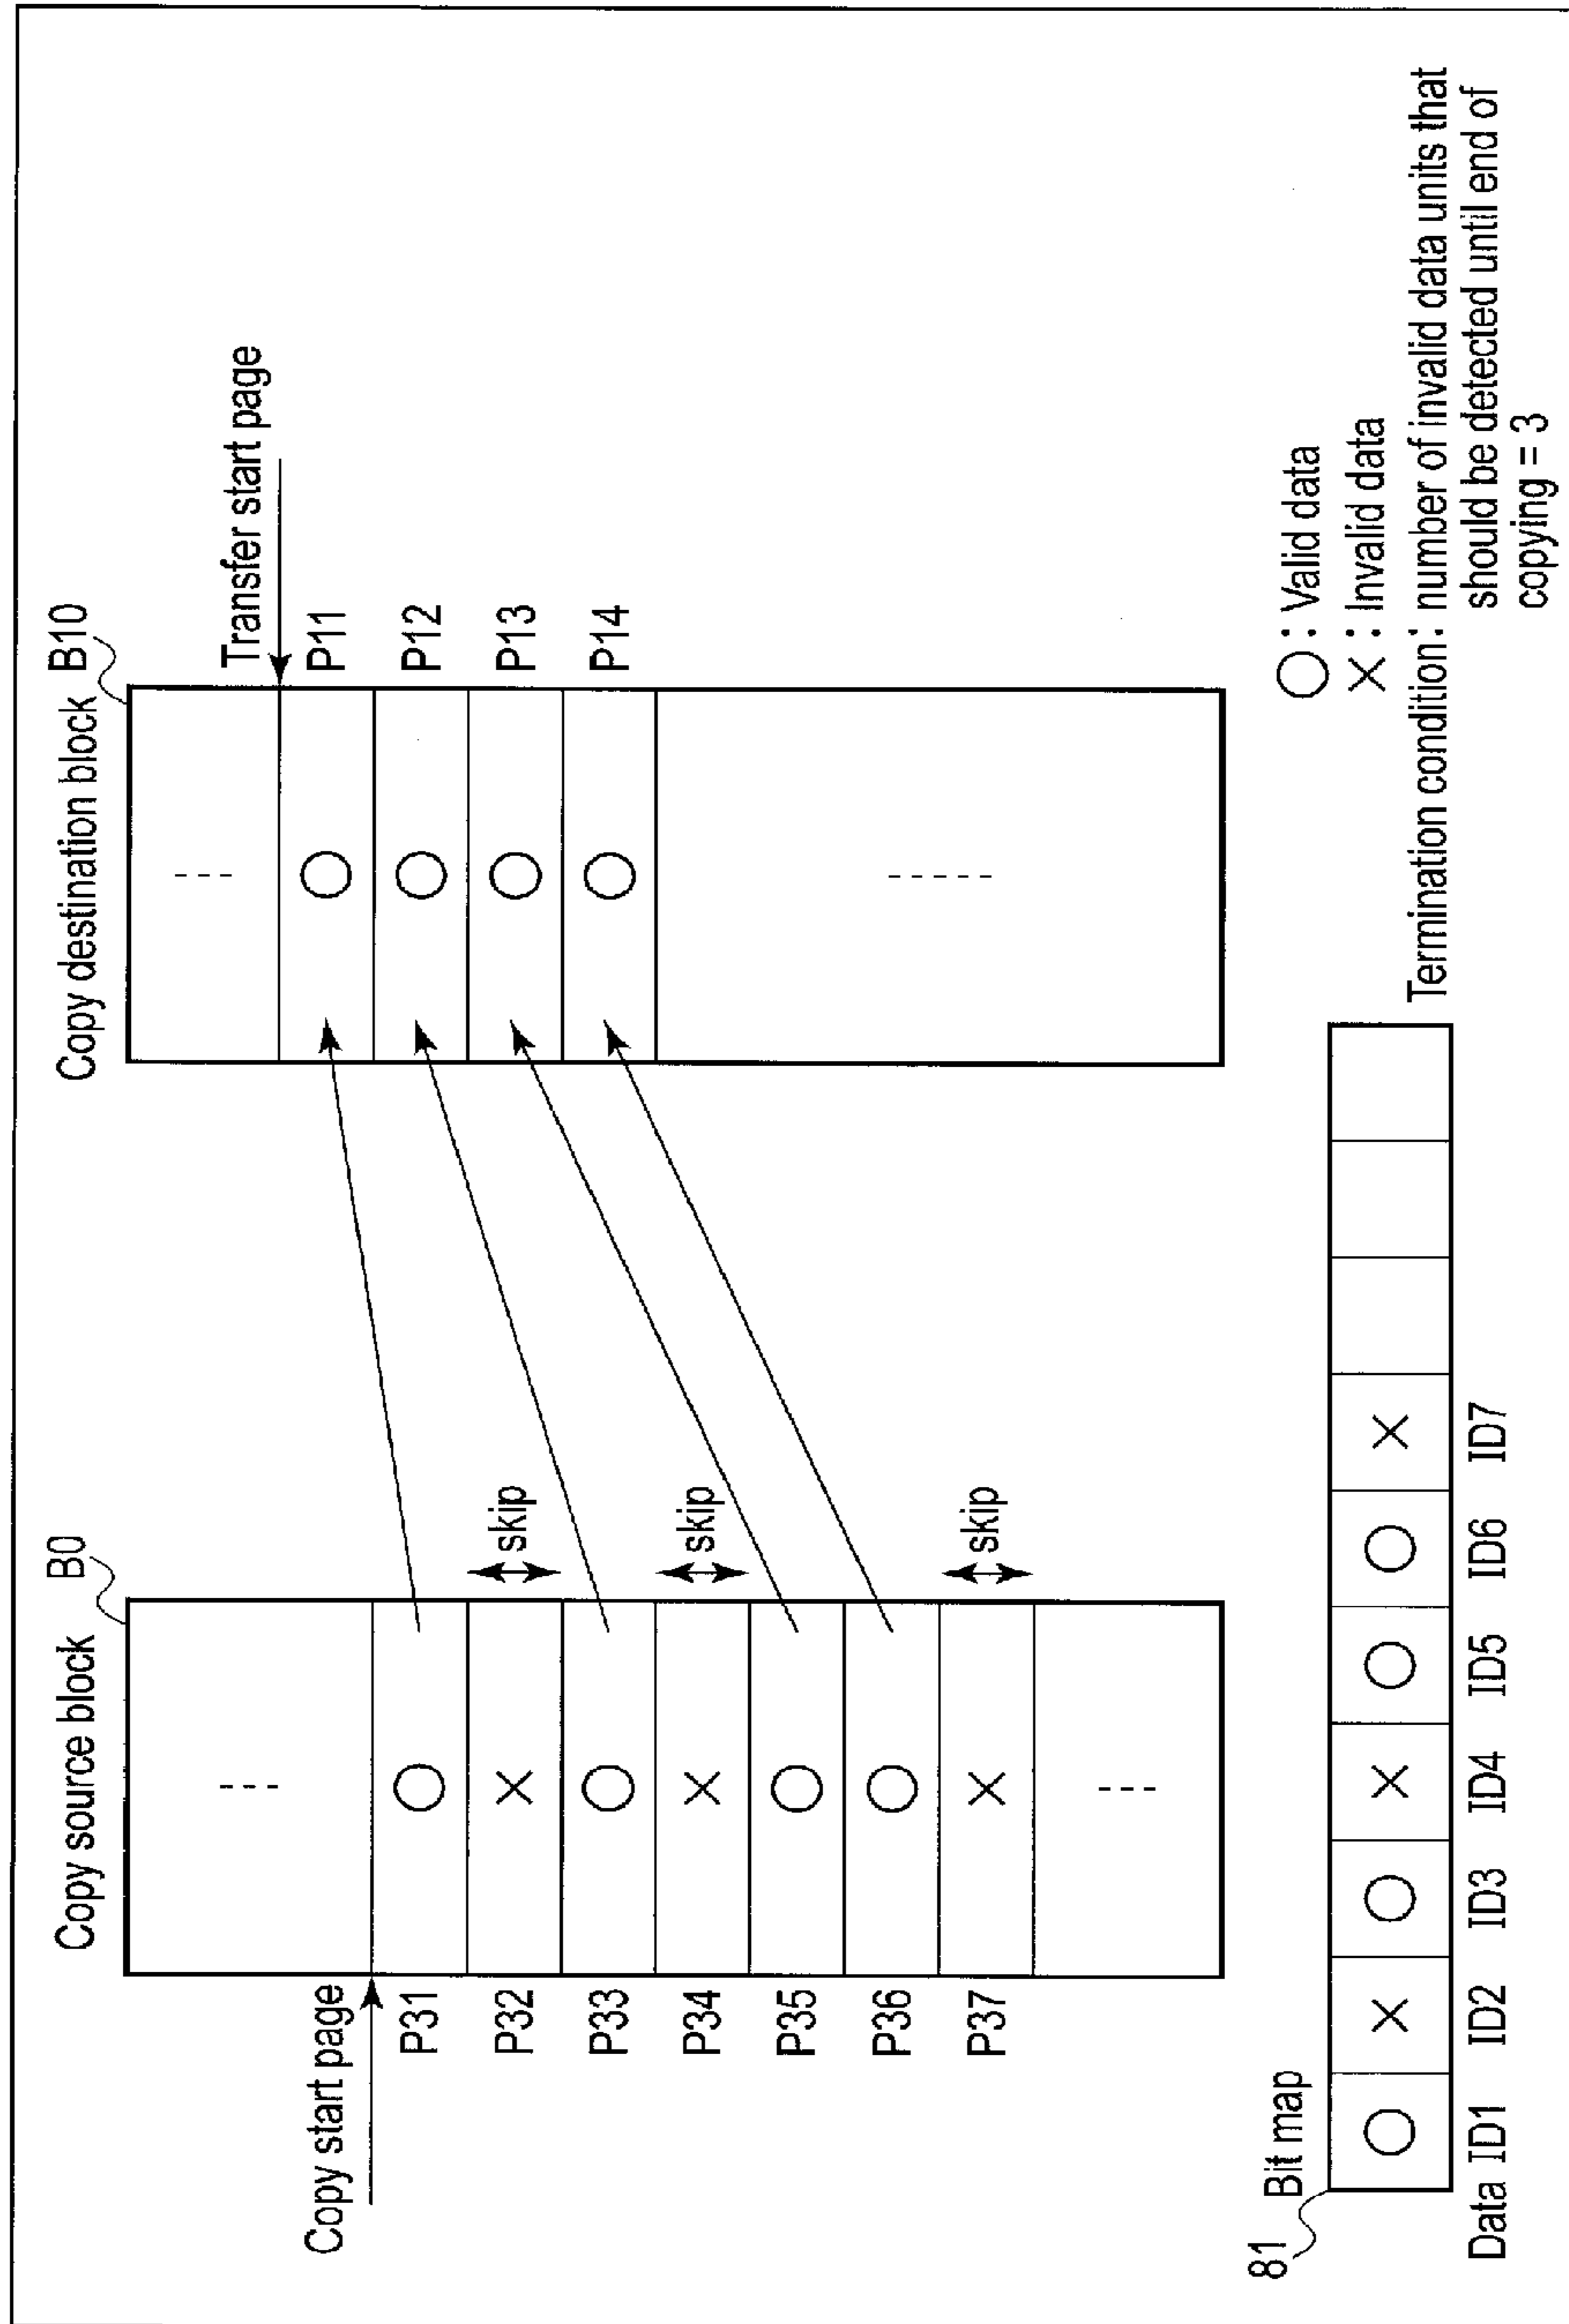 Copy source block
B0
Copy destination block
B10
Copy start page
Transfer start page
P31
P32
P33
P34
P35
P36
P37
skip
skip
skip
P11
P12
P13
P14
81
Bit map
Data ID1 ID2 ID3 ID4 ID5 ID6 ID7
○ : Valid data
× : Invalid data
Termination condition : number of invalid data units that
should be detected until end of
copying = 3